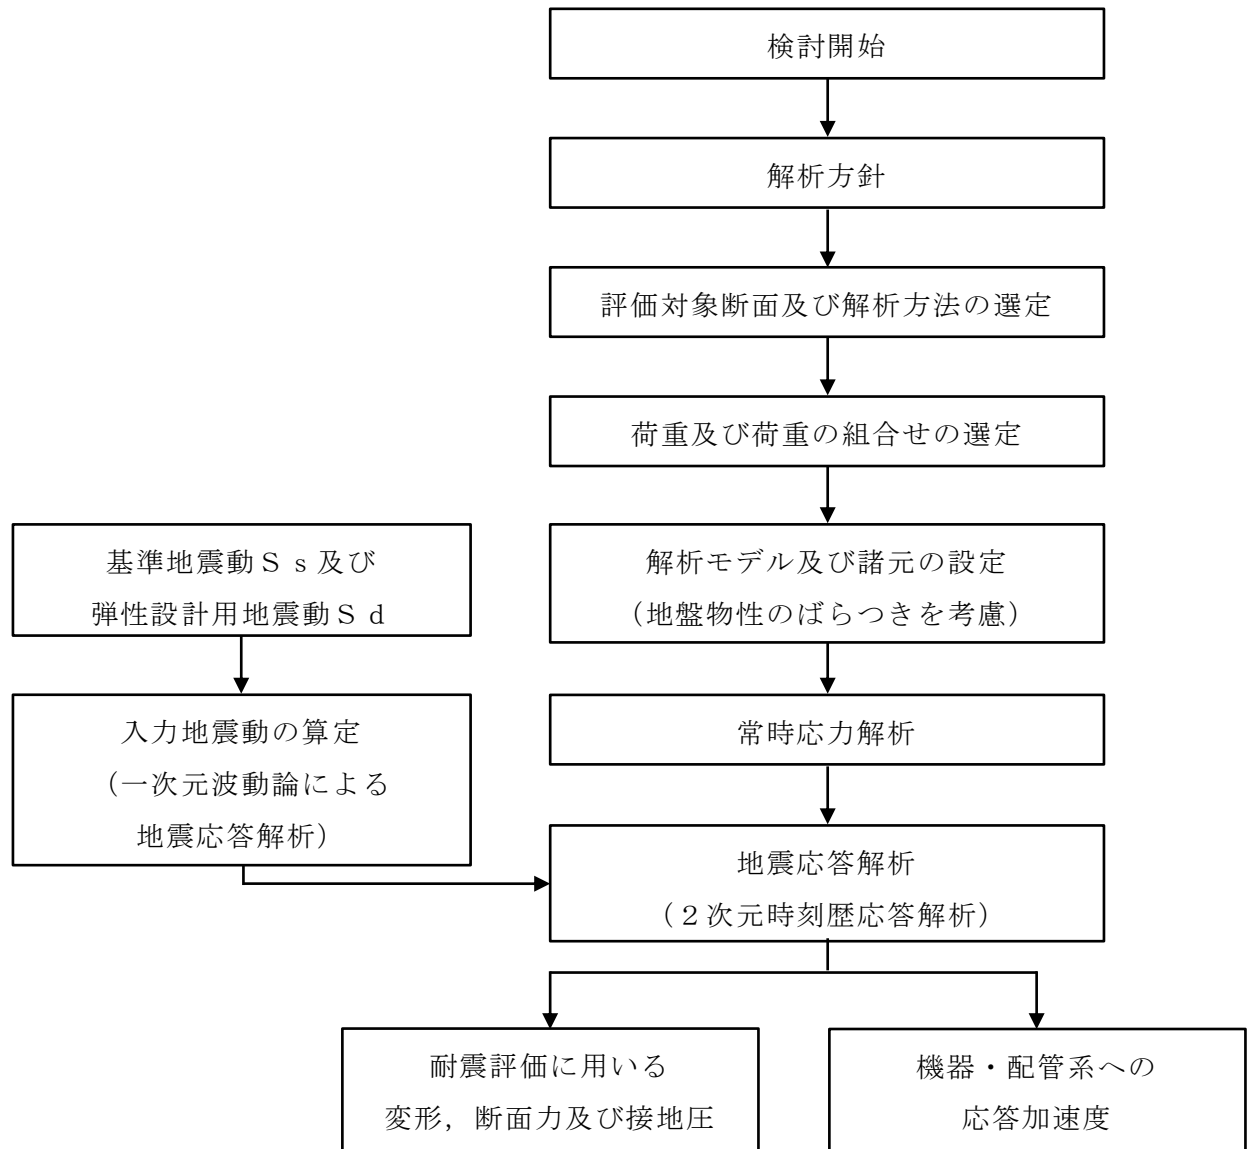 検討開始
解析方針
評価対象断面及び解析方法の選定
荷重及び荷重の組合せの選定
基準地震動Ｓｓ及び
弾性設計用地震動Ｓｄ
解析モデル及び諸元の設定
（地盤物性のばらつきを考慮）
入力地震動の算定
（一次元波動論による
地震応答解析）
常時応力解析
地震応答解析
（２次元時刻歴応答解析）
耐震評価に用いる
変形，断面力及び接地圧
機器・配管系への
応答加速度